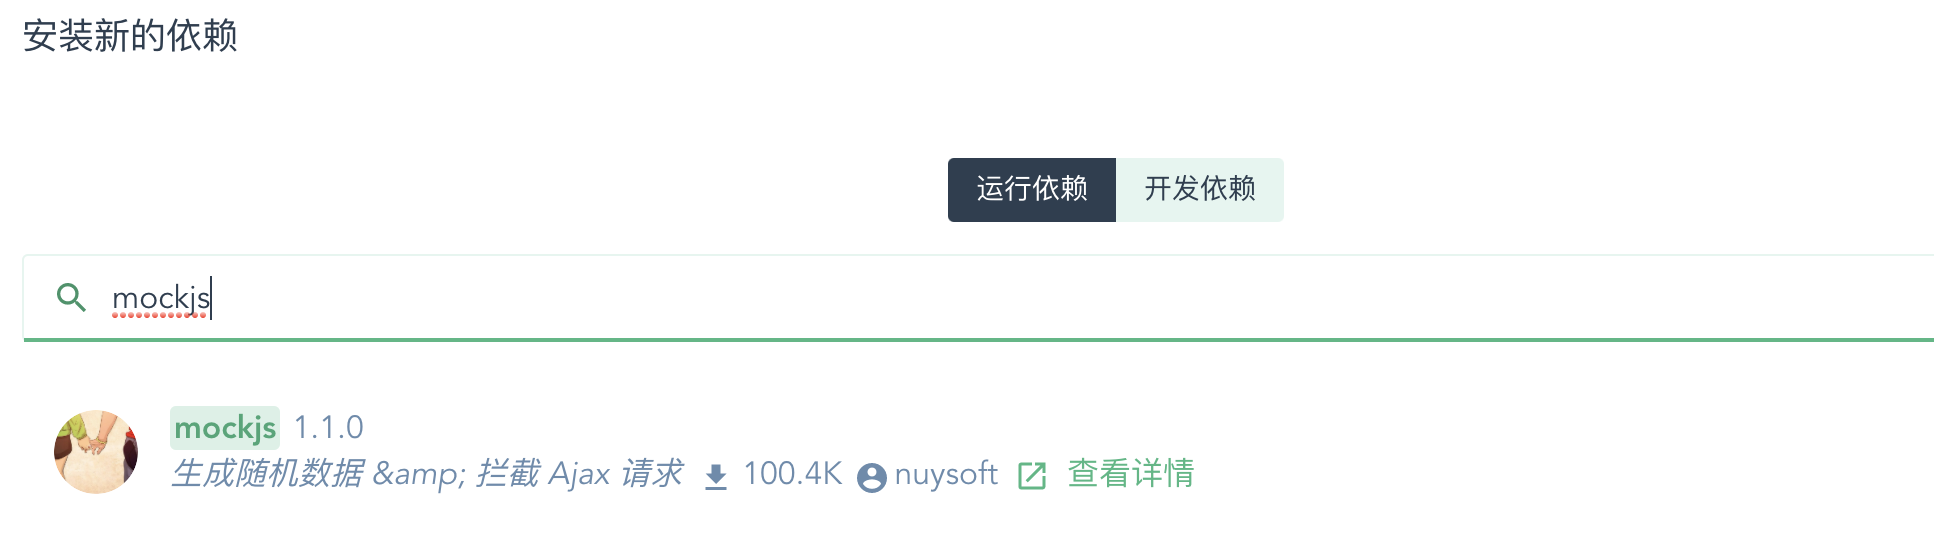 安装新的依赖
运行依赖 开发依赖
mockjs
mockjs 1.1.0
生成随机数据 &amp; 拦截 Ajax 请求 100.4K nuysoft 查看详情